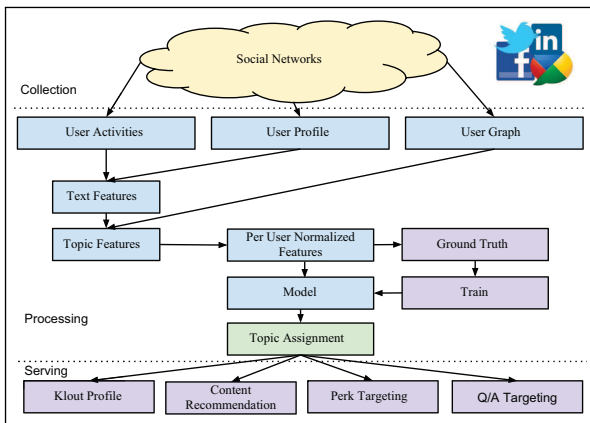 in
f
Social Networks
Collection
User Activities
User Profile
User Graph
Text Features
Topic Features
Per User Normalized
Features
Ground Truth
Model
Train
Processing
Topic Assignment
Serving
Klout Profile
Content
Recommendation
Perk Targeting
Q/A Targeting